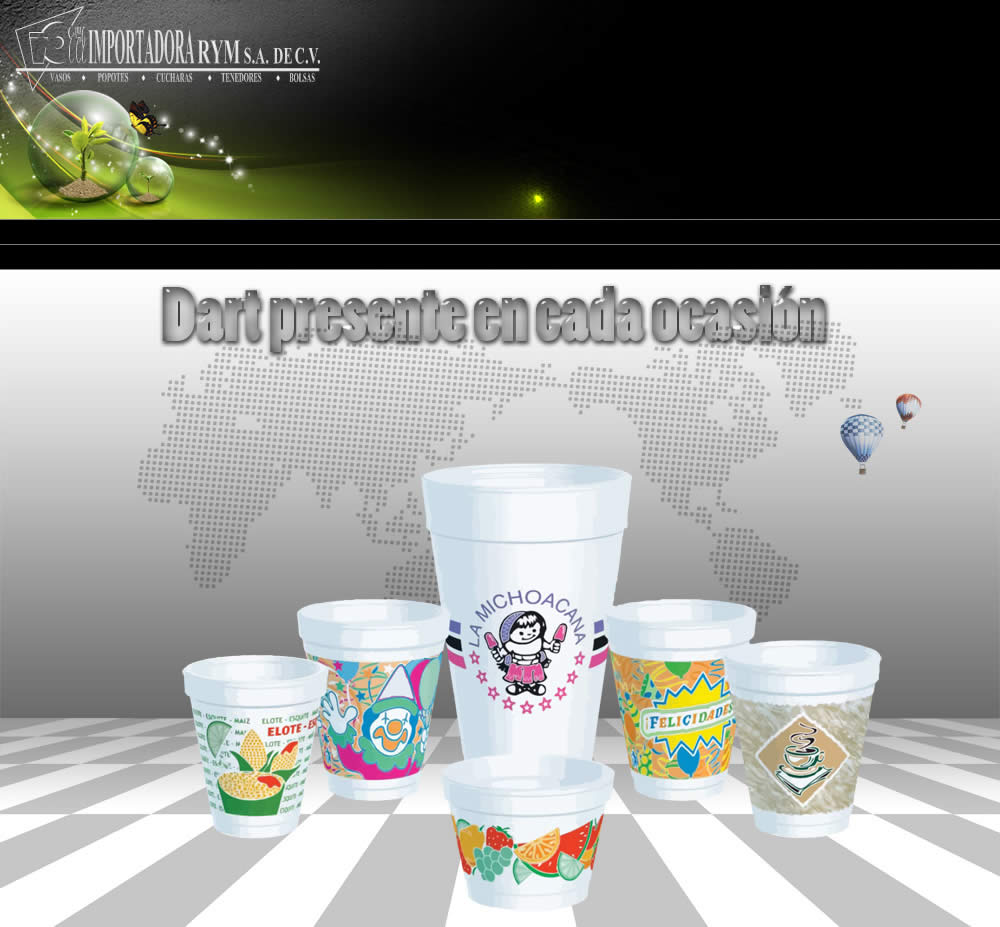 IMPORTADORA RYM S.A. DE C.V.
VASOS ♦ POPOTES ♦ CUCHARAS ♦ TENEDORES ♦ BOLSAS
Dart presente en cada ocasión
LA MICHOACANA
ELOTE - ESQUITE - MAIZ
ELOTE - ES
¡FELICIDADES